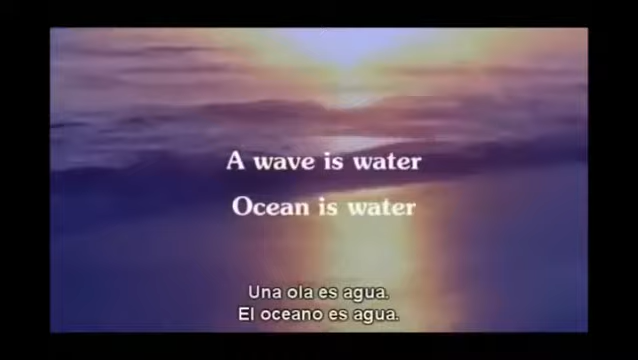 A wave is water
Ocean is water
Una ola es agua.
El oceano es agua.